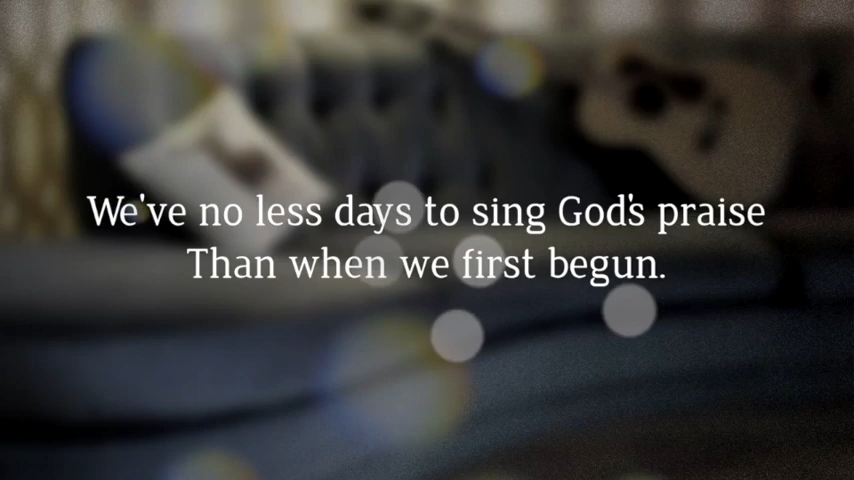 We've no less days to sing God's praise
Than when we first begun.